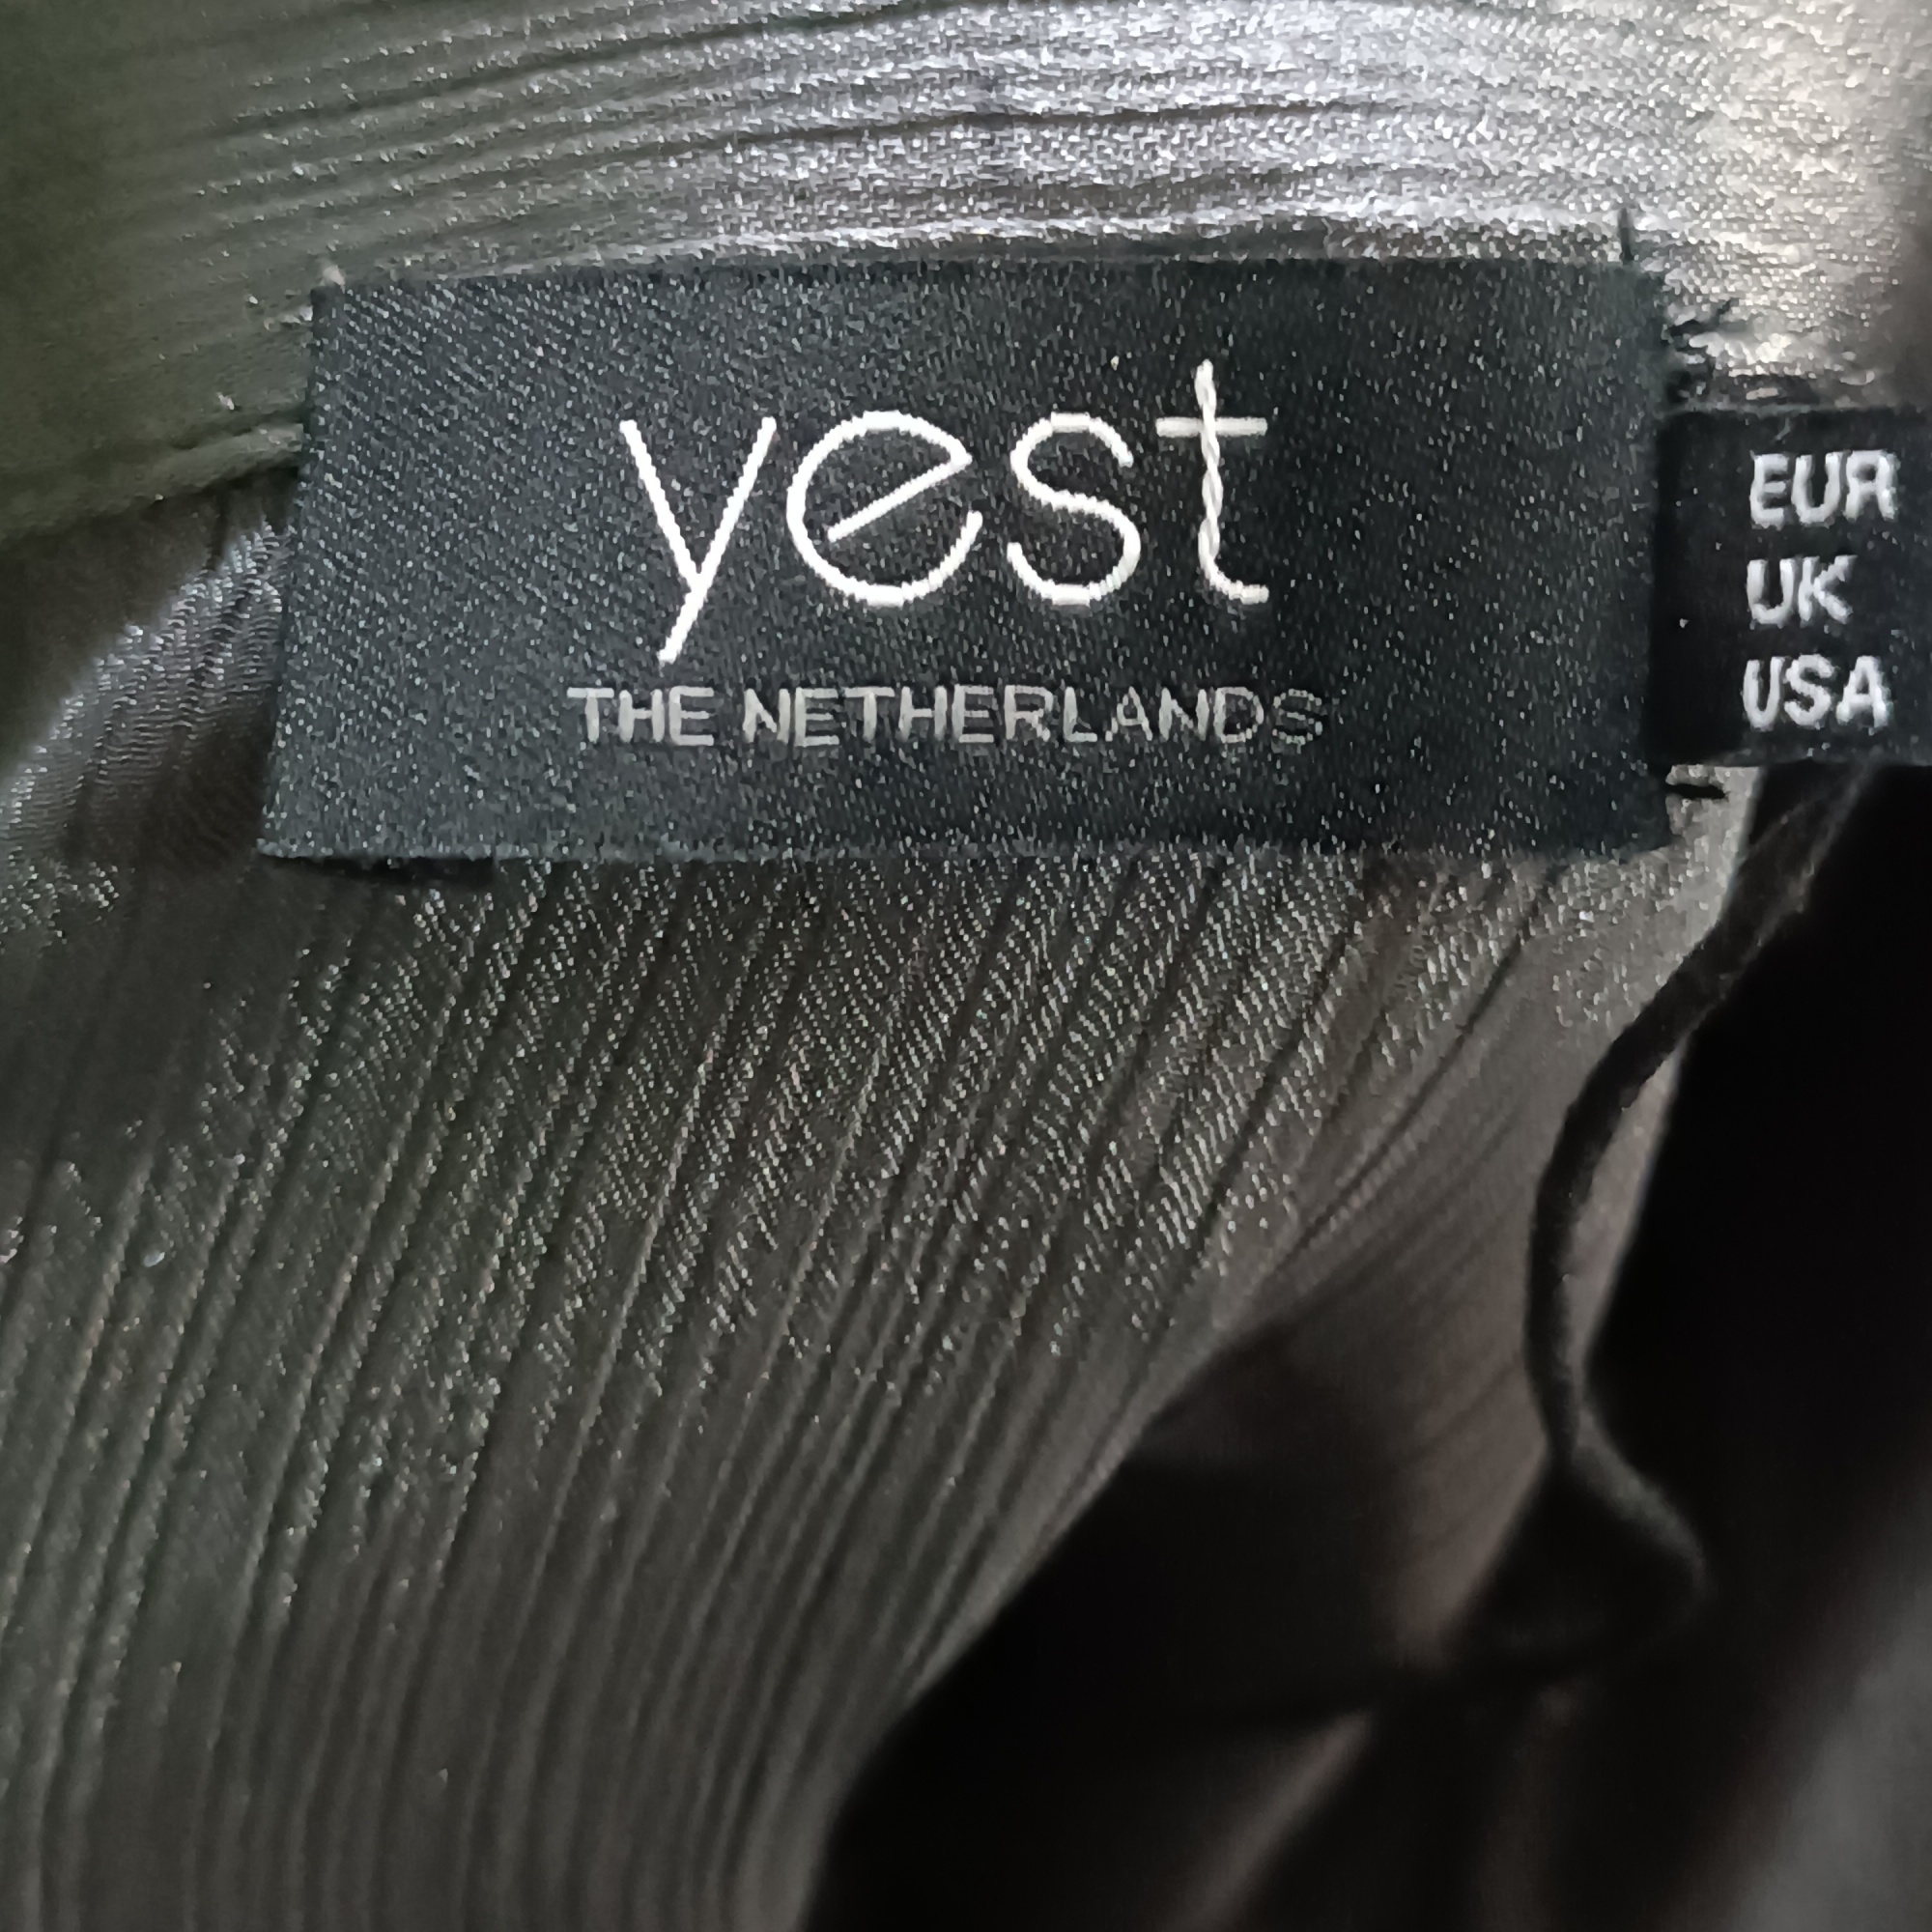 yest
THE NETHERLANDS
EUR
UK
USA